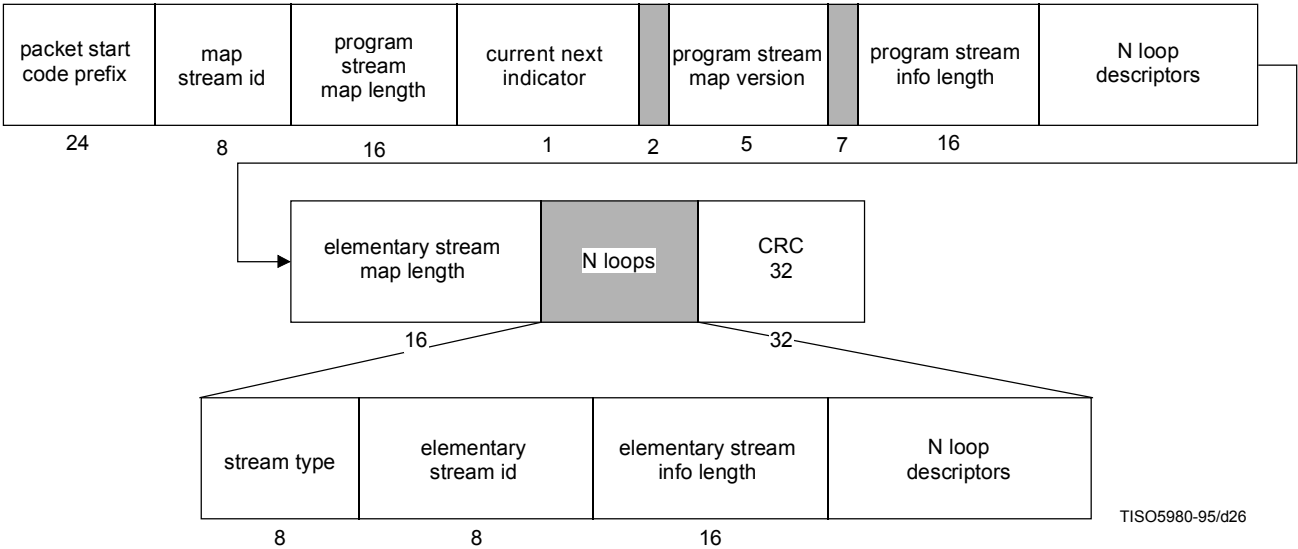 packet start
code prefix
map
stream id
program
stream
map length
current next
indicator
program stream
map version
program stream
info length
N loop
descriptors
24
8
16
1
2
5
7
16
elementary stream
map length
N loops
CRC
32
16
32
stream type
elementary
stream id
elementary stream
info length
N loop
descriptors
8
8
16
TISO5980-95/d26